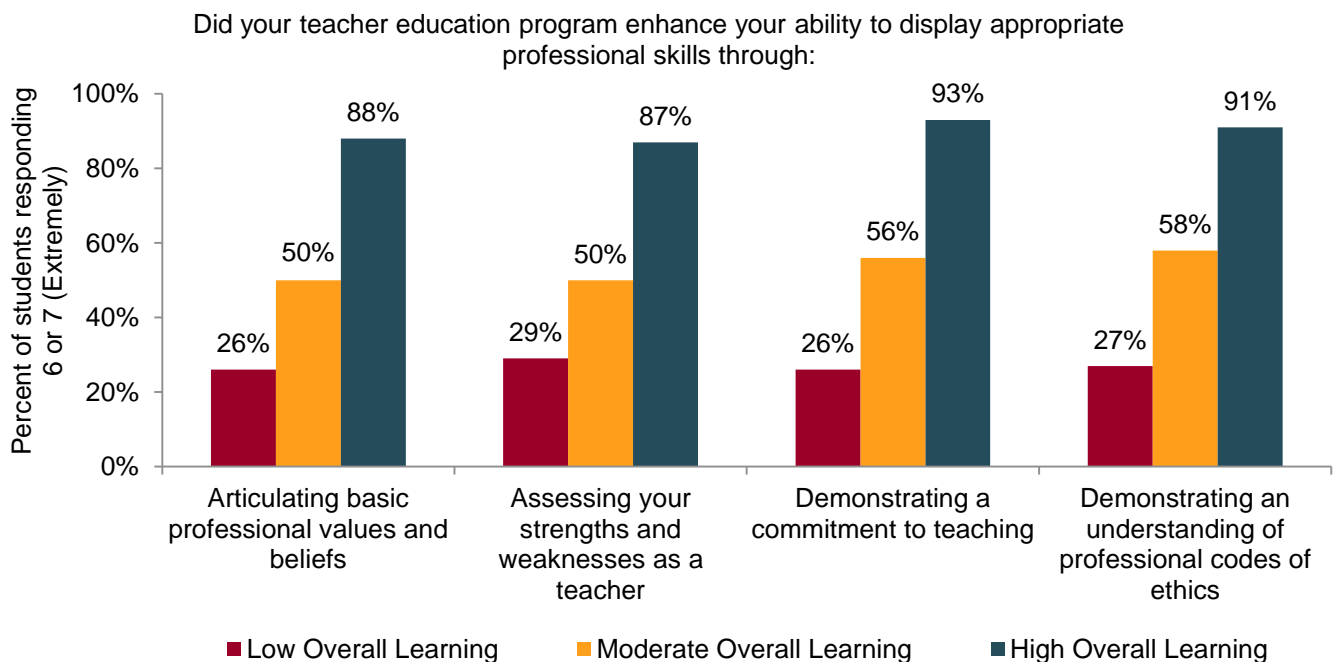 Did your teacher education program enhance your ability to display appropriate
professional skills through:
Percent of students responding
6 or 7 (Extremely)
100%
80%
60%
40%
20%
0%
26%
50%
88%
29%
50%
87%
26%
56%
93%
27%
58%
91%
Articulating basic
professional values and
beliefs
Assessing your
strengths and
weaknesses as a
teacher
Demonstrating a
commitment to teaching
Demonstrating an
understanding of
professional codes of
ethics
Low Overall Learning
Moderate Overall Learning
High Overall Learning